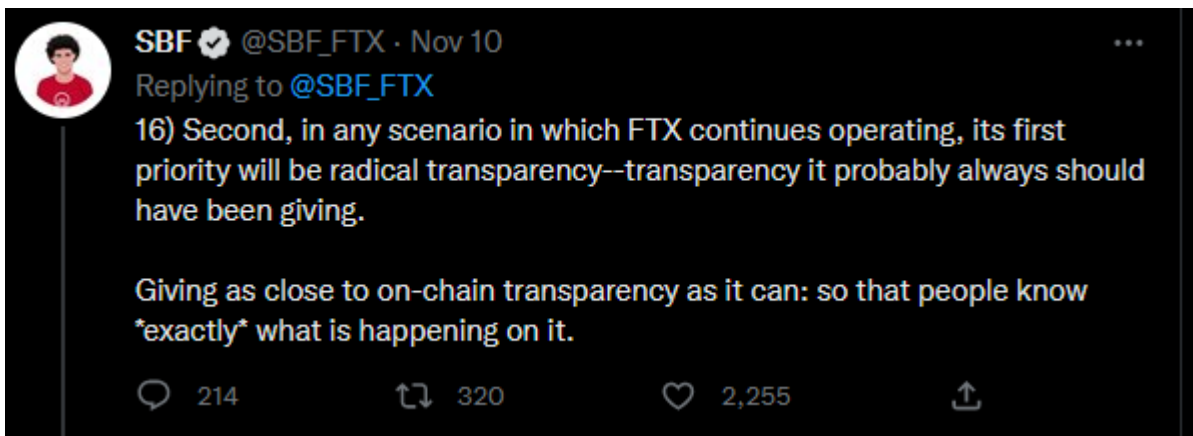 SBF @SBF_FTX · Nov 10
Replying to @SBF_FTX
16) Second, in any scenario in which FTX continues operating, its first
priority will be radical transparency--transparency it probably always should
have been giving.
Giving as close to on-chain transparency as it can: so that people know
*exactly* what is happening on it.
214 320 2,255